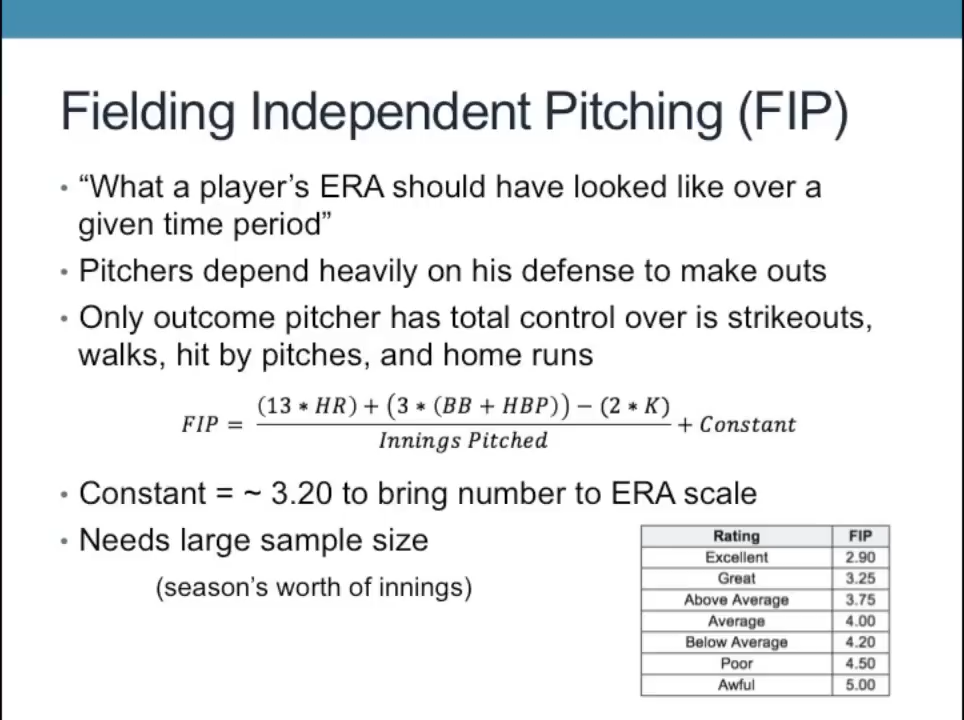 Fielding Independent Pitching (FIP)
• “What a player’s ERA should have looked like over a
given time period”
• Pitchers depend heavily on his defense to make outs
• Only outcome pitcher has total control over is strikeouts,
walks, hit by pitches, and home runs
FIP = (13 * HR) + (3 * (BB + HBP)) − (2 * K) / Innings Pitched + Constant
• Constant = ~ 3.20 to bring number to ERA scale
• Needs large sample size
(season’s worth of innings)
Rating FIP
Excellent 2.90
Great 3.25
Above Average 3.75
Average 4.00
Below Average 4.20
Poor 4.50
Awful 5.00